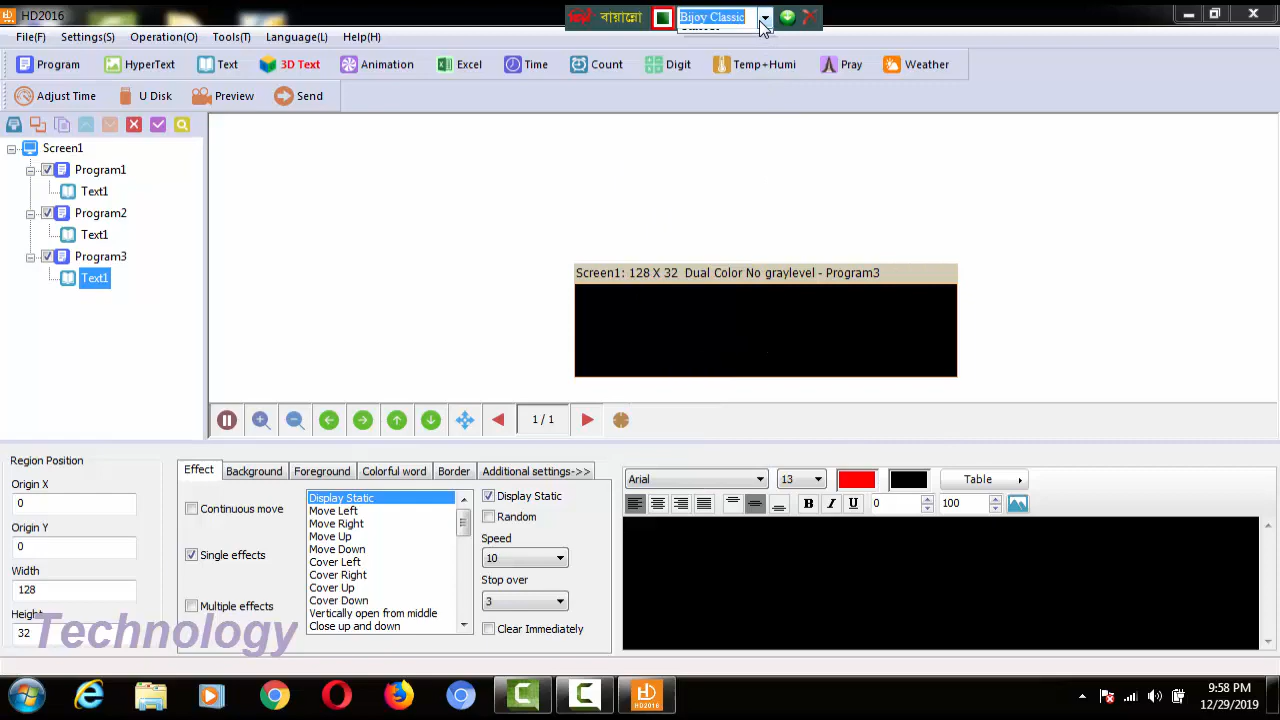 HD2016
বায়ান্নো
Bijoy Classic
File(F)
s(S)
Operation(O)
Tools(T)
Language(L)
Help(H)
Program
HyperText
Text
3D Text
Animation
Excel
Time
Count
Digit
Temp+Humi
Pray
Weather
Adjust Time
U Disk
Preview
Send
Screen1
Program1
Text1
Program2
Text1
Program3
Text1
Screen1: 128 X 32 Dual Color No graylevel - Program3
1 / 1
Region Position
Origin X
0
Origin Y
0
Width
128
Height
32
Technology
Effect
Background
Foreground
Colorful word
Border
Additional settings->>
Continuous move
Single effects
Multiple effects
Display Static
Move Left
Move Right
Move Up
Move Down
Cover Left
Cover Right
Cover Up
Cover Down
Vertically open from middle
Close up and down
Display Static
Random
Speed
10
Stop over
3
Clear Immediately
Arial
13
Table
B
I
U
0
100
HD2016
9:58 PM
12/29/2019